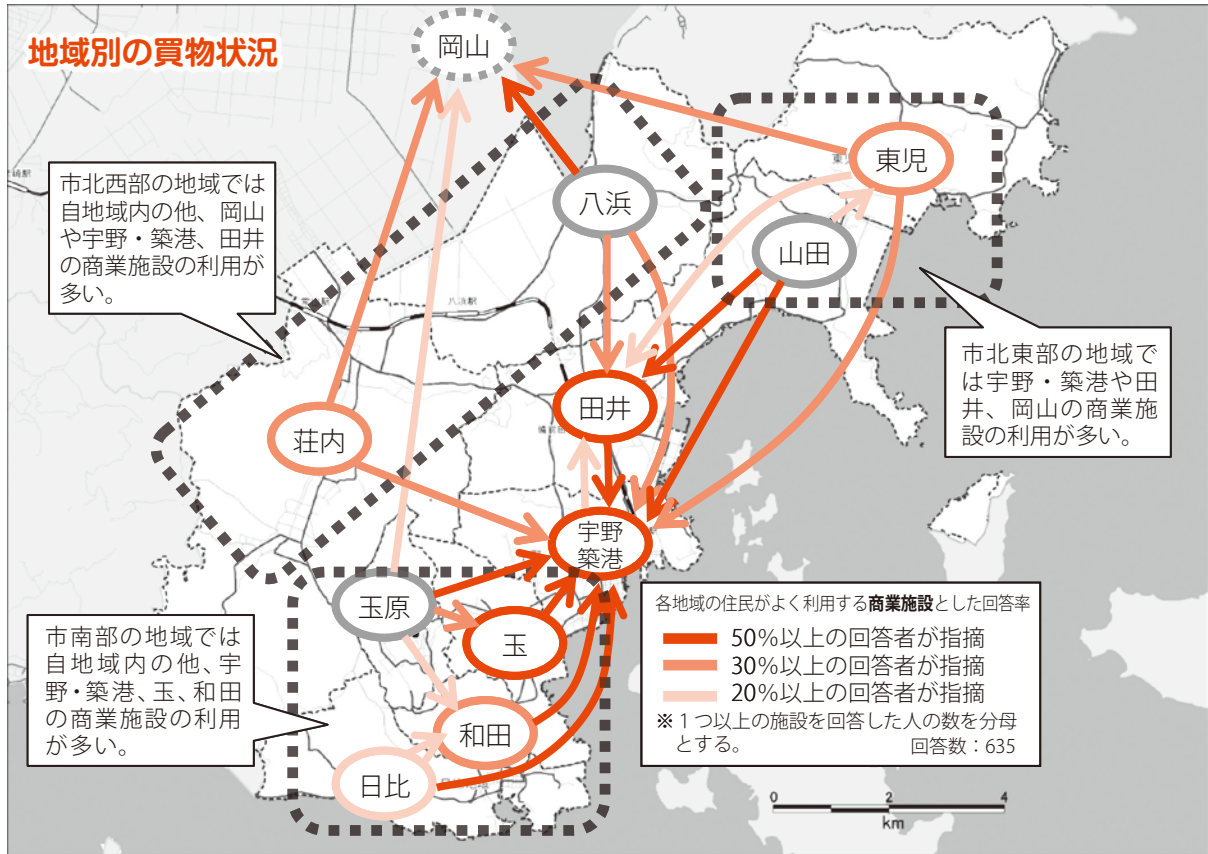 地域別の買物状況
岡山
東児
八浜
山田
市北西部の地域では
自地域内の他、岡山
や宇野・築港、田井
の商業施設の利用が
多い。
八浜駅
市北東部の地域で
は宇野・築港や田
井、岡山の商業施
設の利用が多い。
田井
荘内
宇野
築港
玉原
玉
和田
日比
市南部の地域では
自地域内の他、宇
野・築港、玉、和田
の商業施設の利用
が多い。
各地域の住民がよく利用する商業施設とした回答率
50%以上の回答者が指摘
30%以上の回答者が指摘
20%以上の回答者が指摘
※１つ以上の施設を回答した人の数を分母
とする。 回答数：635
0 2 4
km